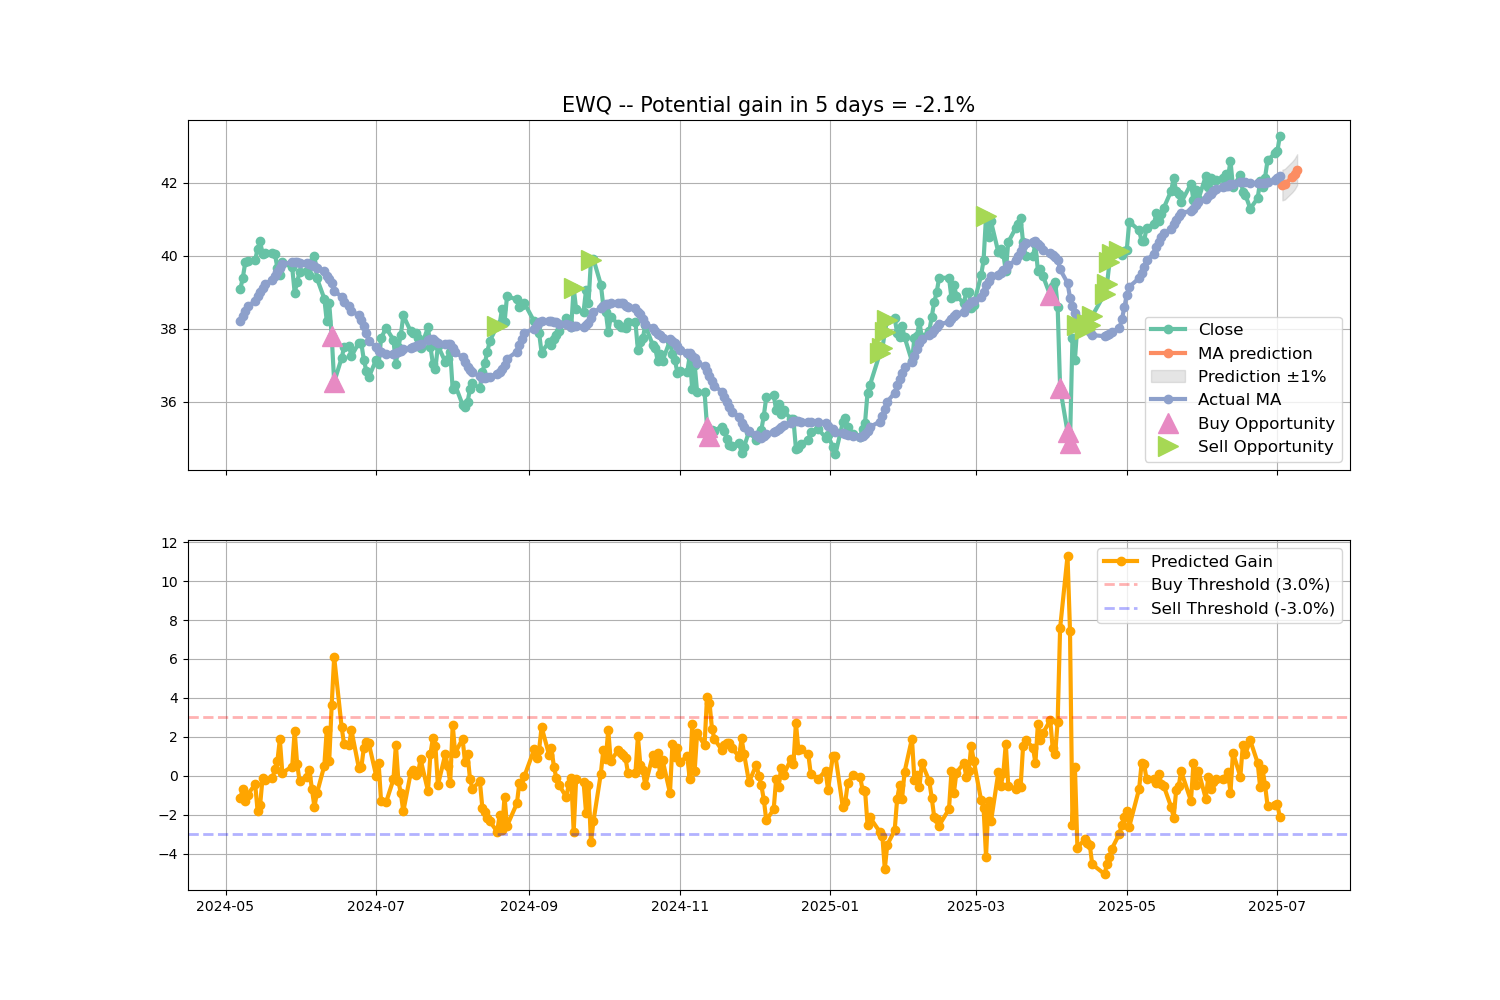 EWQ -- Potential gain in 5 days = -2.1%
42
40
38
36
Close
MA prediction
Prediction ±1%
Actual MA
Buy Opportunity
Sell Opportunity
12
10
8
6
4
2
0
−2
−4
Predicted Gain
Buy Threshold (3.0%)
Sell Threshold (-3.0%)
2024-05
2024-07
2024-09
2024-11
2025-01
2025-03
2025-05
2025-07